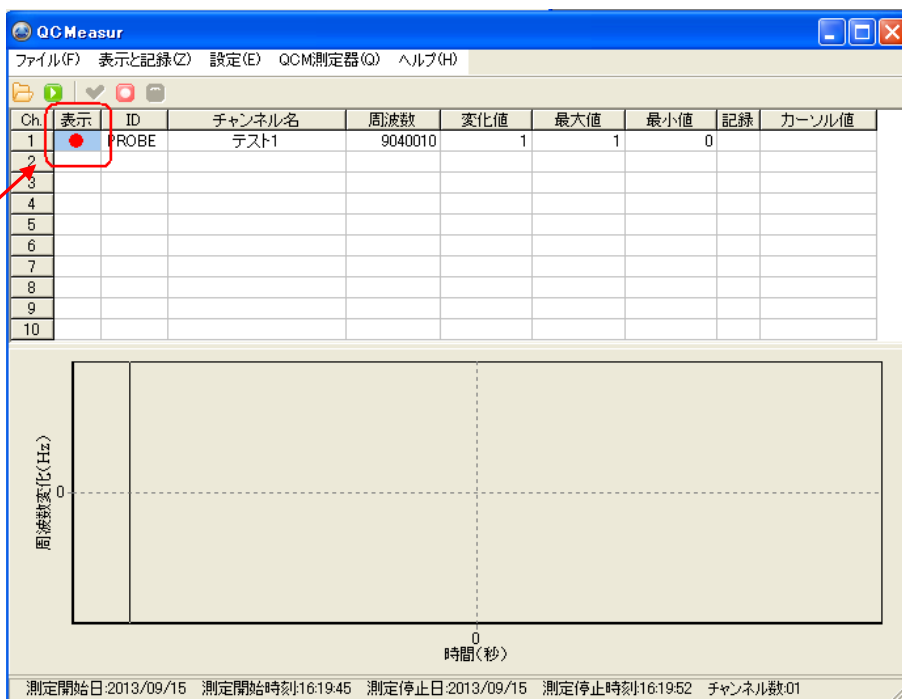 QCMeasur
ファイル(F) 表示と記録(Z) 設定(E) QCM測定器(Q) ヘルプ(H)
Ch. 表示 ID チャンネル名 周波数 変化値 最大値 最小値 記録 カーソル値
1 PROBE テスト1 9040010 1 1 0
2
3
4
5
6
7
8
9
10
周波数変化(Hz)
0
0
時間(秒)
測定開始日:2013/09/15 測定開始時刻:16:19:45 測定停止日:2013/09/15 測定停止時刻:16:19:52 チャンネル数:01